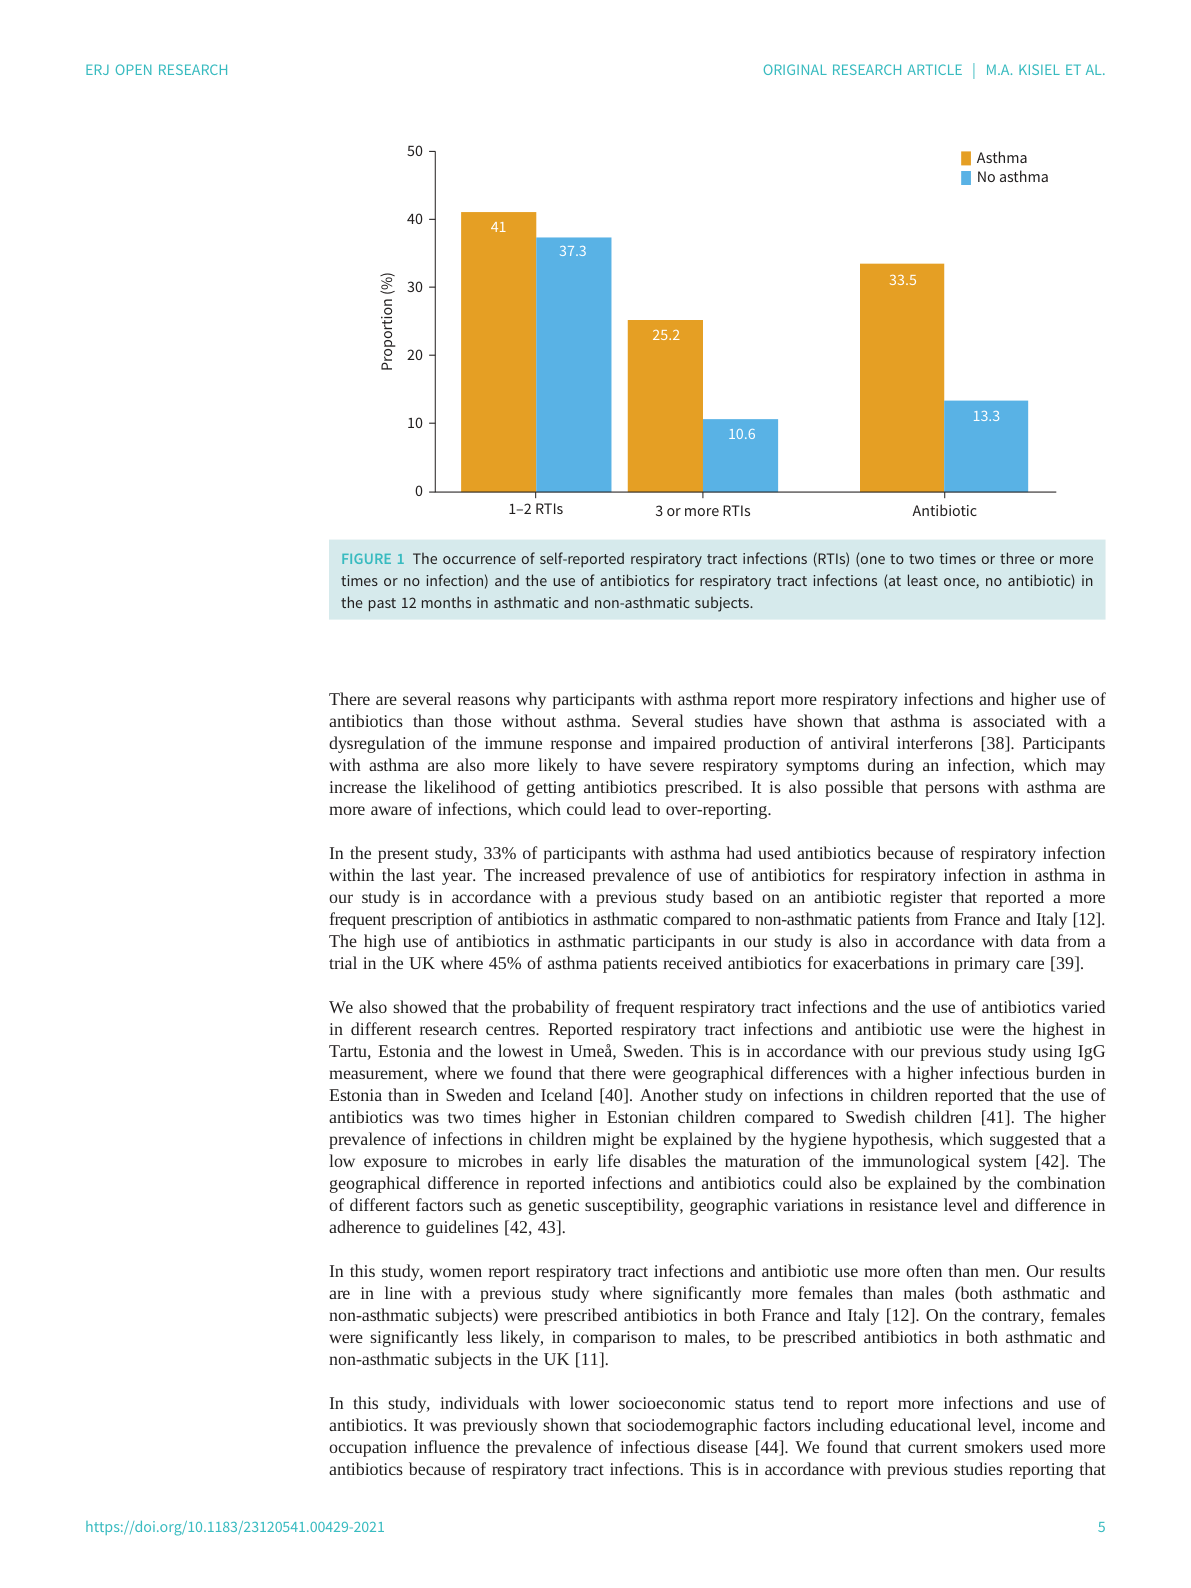 ERJ OPEN RESEARCH
ORIGINAL RESEARCH ARTICLE | M.A. KISIEL ET AL.
50
40
30
20
10
0
Proportion (%)
Asthma
No asthma
41
37.3
25.2
10.6
33.5
13.3
1–2 RTIs
3 or more RTIs
Antibiotic
FIGURE 1 The occurrence of self-reported respiratory tract infections (RTIs) (one to two times or three or more
times or no infection) and the use of antibiotics for respiratory tract infections (at least once, no antibiotic) in
the past 12 months in asthmatic and non-asthmatic subjects.
There are several reasons why participants with asthma report more respiratory infections and higher use of
antibiotics than those without asthma. Several studies have shown that asthma is associated with a
dysregulation of the immune response and impaired production of antiviral interferons [38]. Participants
with asthma are also more likely to have severe respiratory symptoms during an infection, which may
increase the likelihood of getting antibiotics prescribed. It is also possible that persons with asthma are
more aware of infections, which could lead to over-reporting.
In the present study, 33% of participants with asthma had used antibiotics because of respiratory infection
within the last year. The increased prevalence of use of antibiotics for respiratory infection in asthma in
our study is in accordance with a previous study based on an antibiotic register that reported a more
frequent prescription of antibiotics in asthmatic compared to non-asthmatic patients from France and Italy [12].
The high use of antibiotics in asthmatic participants in our study is also in accordance with data from a
trial in the UK where 45% of asthma patients received antibiotics for exacerbations in primary care [39].
We also showed that the probability of frequent respiratory tract infections and the use of antibiotics varied
in different research centres. Reported respiratory tract infections and antibiotic use were the highest in
Tartu, Estonia and the lowest in Umeå, Sweden. This is in accordance with our previous study using IgG
measurement, where we found that there were geographical differences with a higher infectious burden in
Estonia than in Sweden and Iceland [40]. Another study on infections in children reported that the use of
antibiotics was two times higher in Estonian children compared to Swedish children [41]. The higher
prevalence of infections in children might be explained by the hygiene hypothesis, which suggested that a
low exposure to microbes in early life disables the maturation of the immunological system [42]. The
geographical difference in reported infections and antibiotics could also be explained by the combination
of different factors such as genetic susceptibility, geographic variations in resistance level and difference in
adherence to guidelines [42, 43].
In this study, women report respiratory tract infections and antibiotic use more often than men. Our results
are in line with a previous study where significantly more females than males (both asthmatic and
non-asthmatic subjects) were prescribed antibiotics in both France and Italy [12]. On the contrary, females
were significantly less likely, in comparison to males, to be prescribed antibiotics in both asthmatic and
non-asthmatic subjects in the UK [11].
In this study, individuals with lower socioeconomic status tend to report more infections and use of
antibiotics. It was previously shown that sociodemographic factors including educational level, income and
occupation influence the prevalence of infectious disease [44]. We found that current smokers used more
antibiotics because of respiratory tract infections. This is in accordance with previous studies reporting that
https://doi.org/10.1183/23120541.00429-2021
5